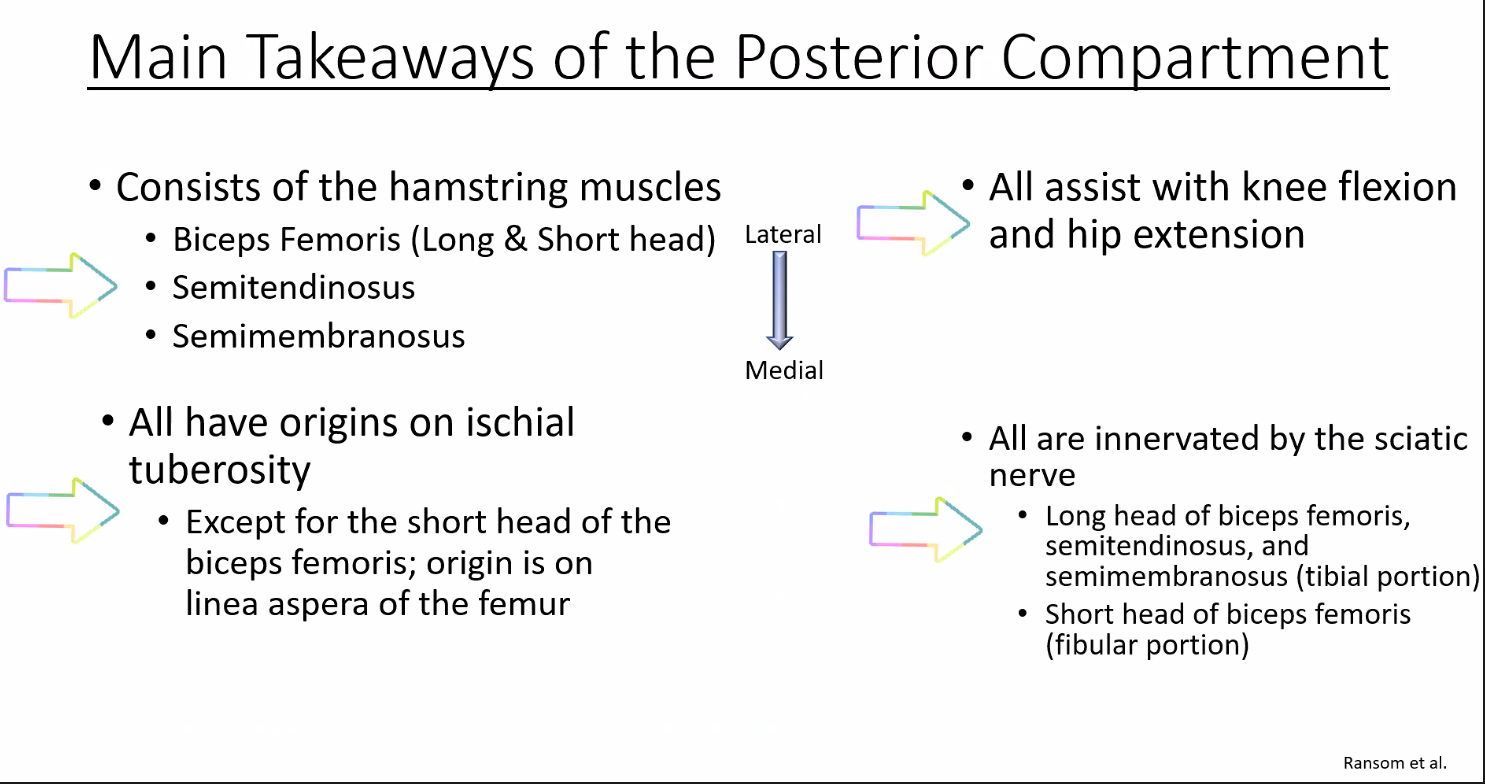 Main Takeaways of the Posterior Compartment
• Consists of the hamstring muscles
• Biceps Femoris (Long & Short head)
• Semitendinosus
• Semimembranosus
Lateral
Medial
• All have origins on ischial
tuberosity
• Except for the short head of the
biceps femoris; origin is on
linea aspera of the femur
• All assist with knee flexion
and hip extension
• All are innervated by the sciatic
nerve
• Long head of biceps femoris,
semitendinosus, and
semimembranosus (tibial portion)
• Short head of biceps femoris
(fibular portion)
Ransom et al.